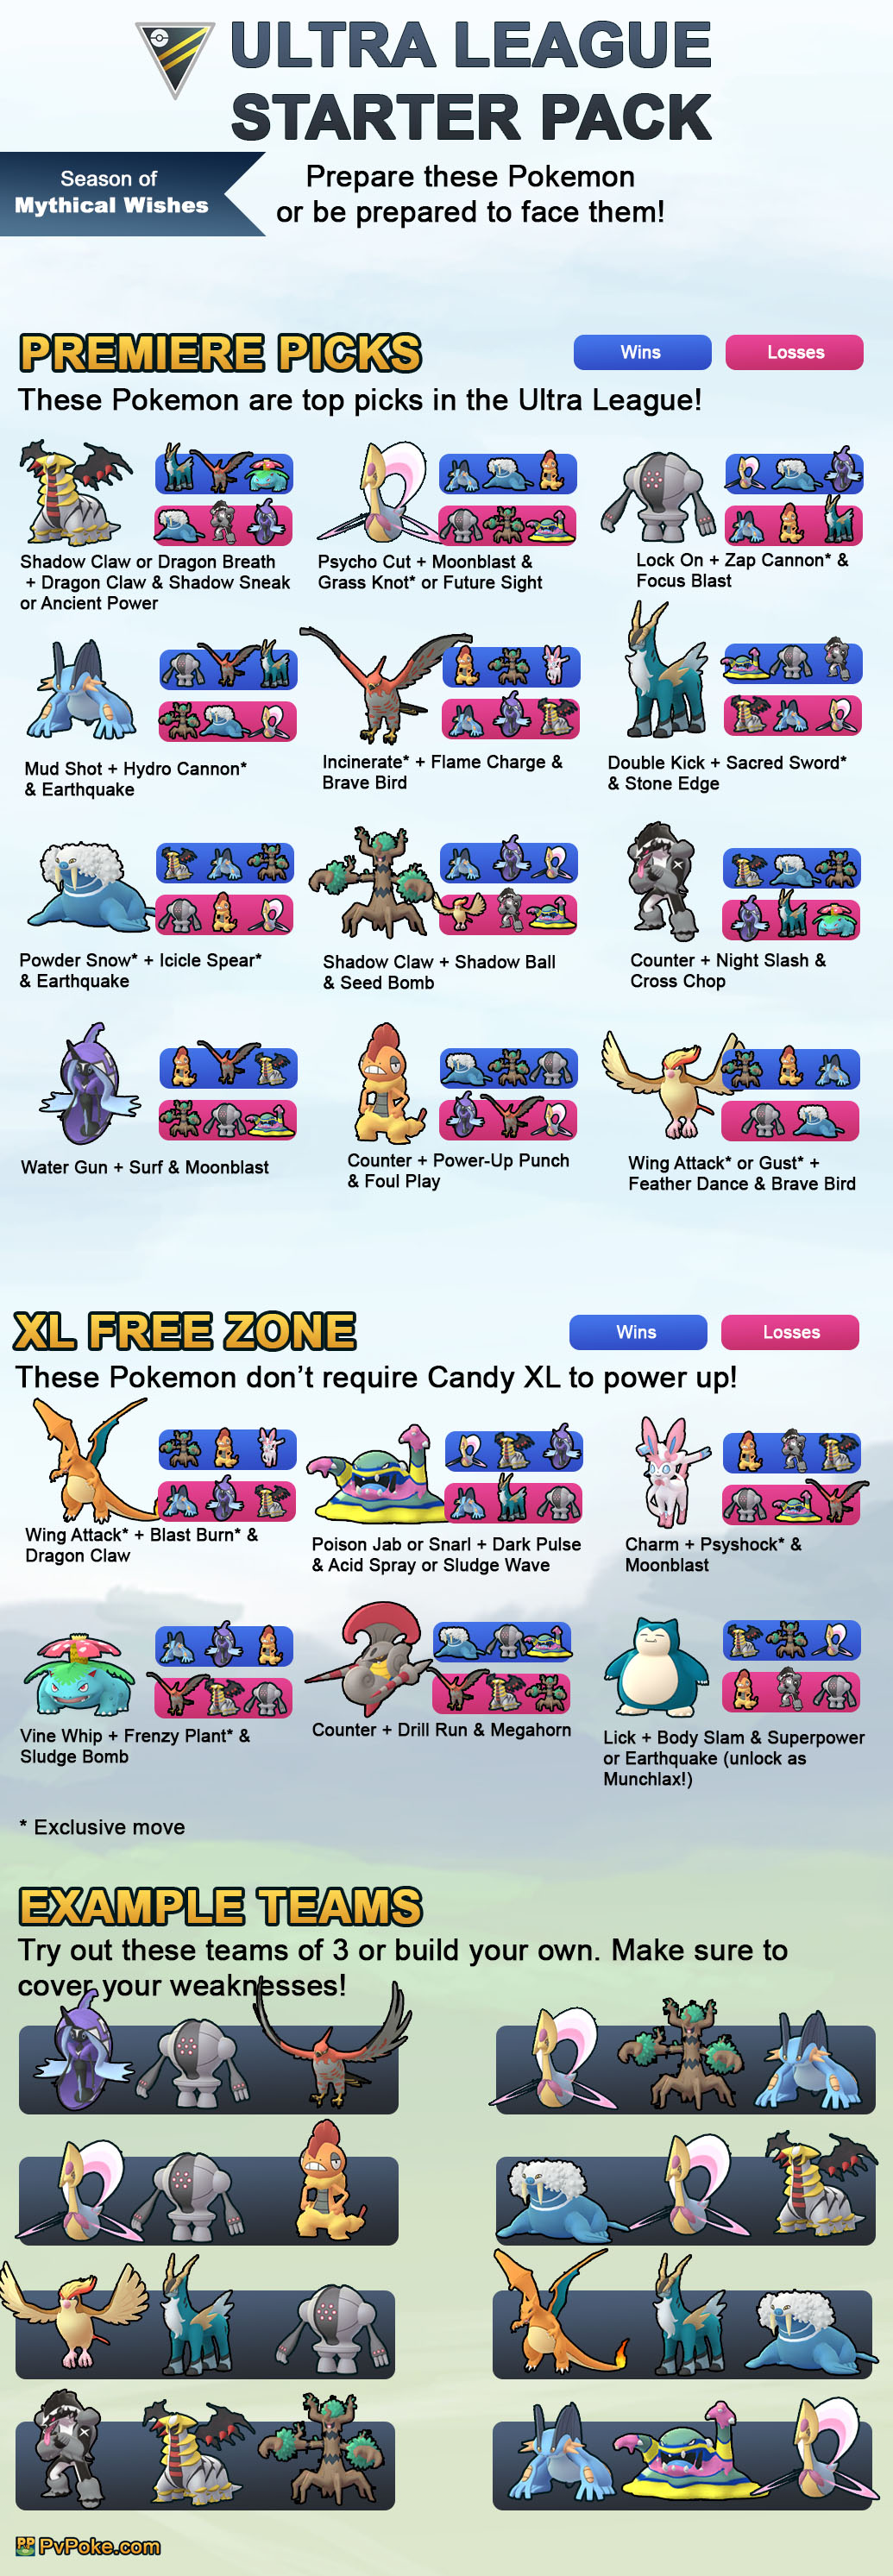 ULTRA LEAGUE
STARTER PACK
Season of
Mythical Wishes
Prepare these Pokemon
or be prepared to face them!
PREMIERE PICKS
Wins
Losses
These Pokemon are top picks in the Ultra League!
Shadow Claw or Dragon Breath
+ Dragon Claw & Shadow Sneak
or Ancient Power
Psycho Cut + Moonblast &
Grass Knot* or Future Sight
Lock On + Zap Cannon* &
Focus Blast
Mud Shot + Hydro Cannon*
& Earthquake
Incinerate* + Flame Charge &
Brave Bird
Double Kick + Sacred Sword*
& Stone Edge
Powder Snow* + Icicle Spear*
& Earthquake
Shadow Claw + Shadow Ball
& Seed Bomb
Counter + Night Slash &
Cross Chop
Water Gun + Surf & Moonblast
Counter + Power-Up Punch
& Foul Play
Wing Attack* or Gust* +
Feather Dance & Brave Bird
XL FREE ZONE
Wins
Losses
These Pokemon don't require Candy XL to power up!
Wing Attack* + Blast Burn* &
Dragon Claw
Poison Jab or Snarl + Dark Pulse
& Acid Spray or Sludge Wave
Charm + Psyshock* &
Moonblast
Vine Whip + Frenzy Plant* &
Sludge Bomb
Counter + Drill Run & Megahorn
Lick + Body Slam & Superpower
or Earthquake (unlock as
Munchlax!)
* Exclusive move
EXAMPLE TEAMS
Try out these teams of 3 or build your own. Make sure to
cover your weaknesses!
PvPoke.com